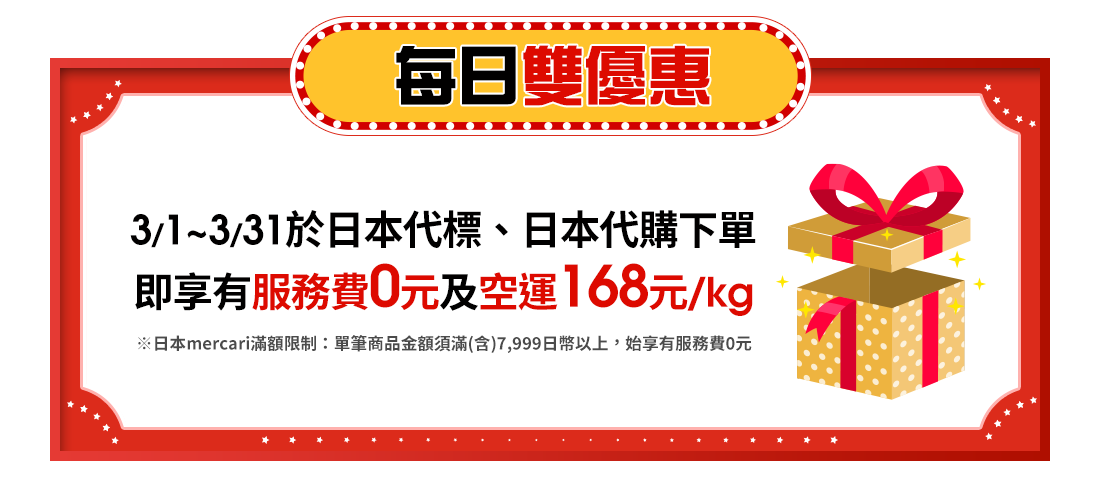 每日雙優惠
3/1~3/31於日本代標、日本代購下單
即享有服務費0元及空運168元/kg
※日本mercari滿額限制：單筆商品金額須滿(含)7,999日幣以上，始享有服務費0元